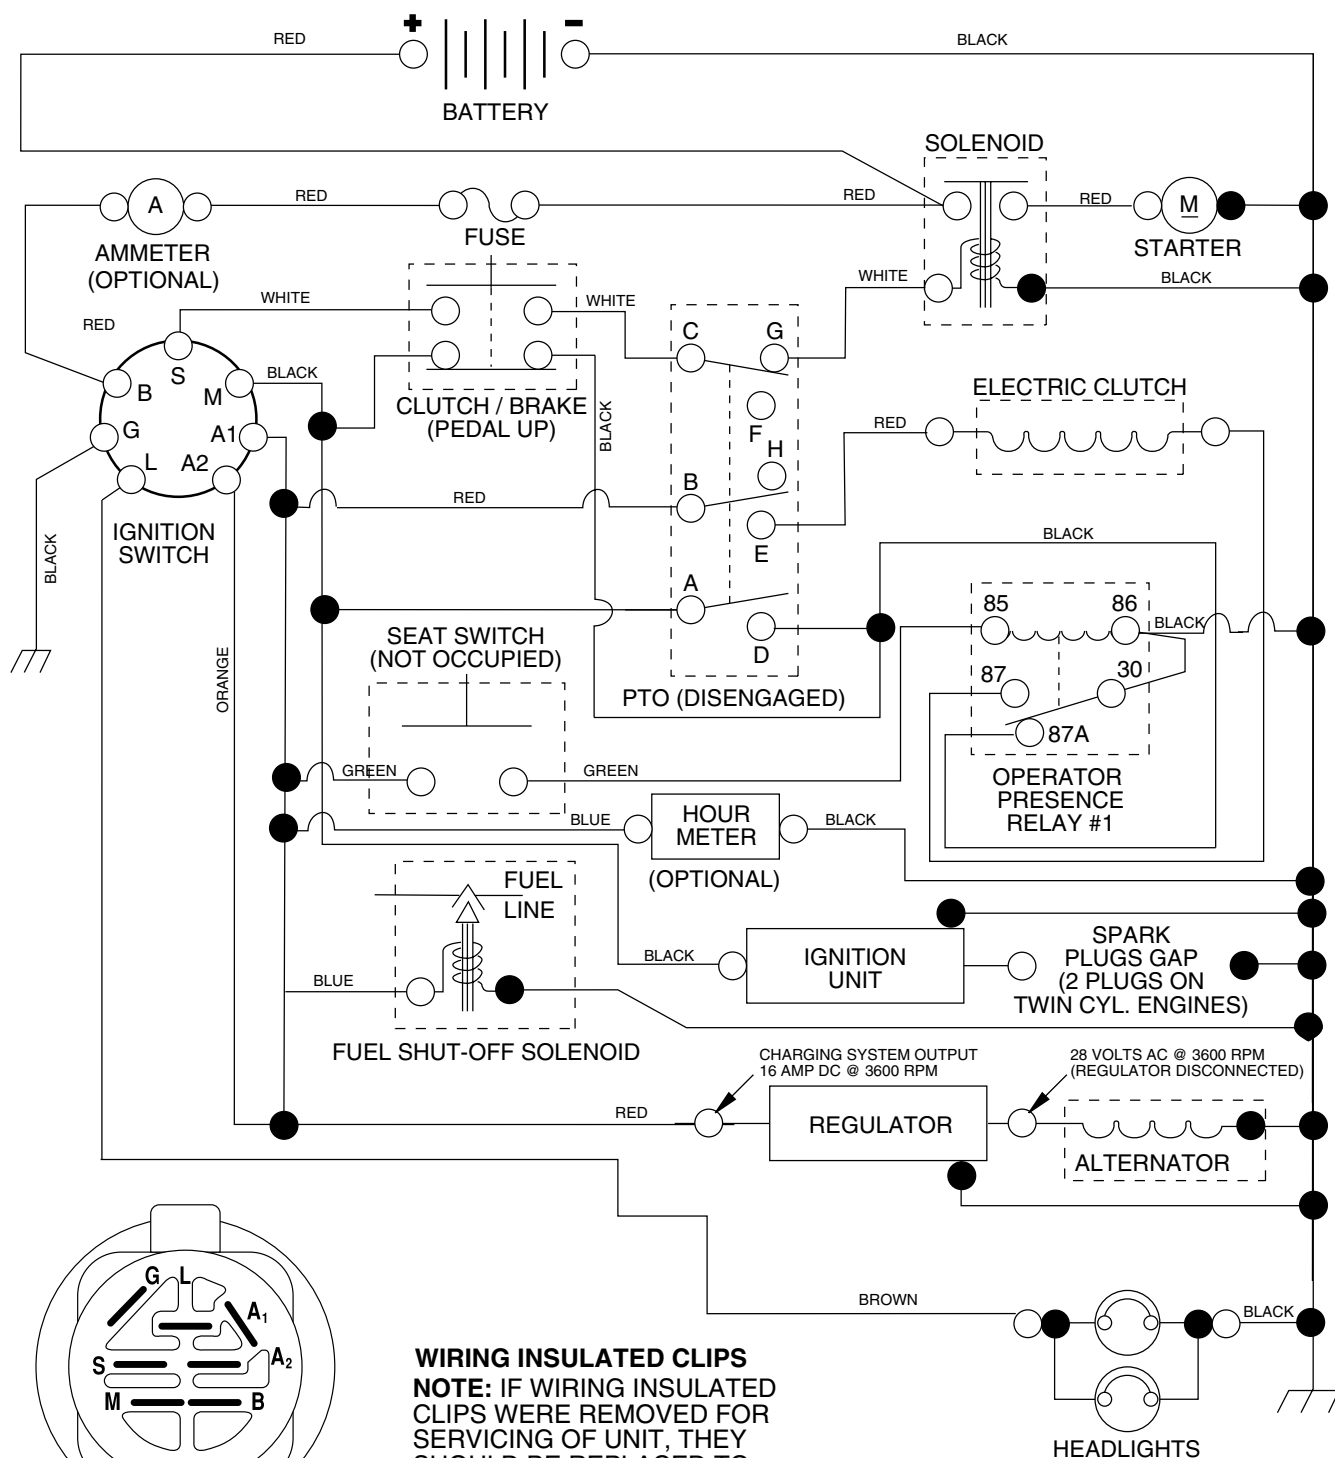 +
–
RED
BLACK
BATTERY
SOLENOID
A
RED
RED
RED
M
FUSE
STARTER
AMMETER
(OPTIONAL)
WHITE
BLACK
WHITE
WHITE
RED
C
G
S
BLACK
B
M
ELECTRIC CLUTCH
CLUTCH / BRAKE
(PEDAL UP)
BLACK
F
RED
G
A1
H
L
A2
B
RED
IGNITION
SWITCH
BLACK
E
BLACK
A
85
86
BLACK
SEAT SWITCH
(NOT OCCUPIED)
D
ORANGE
87
30
PTO (DISENGAGED)
87A
GREEN
GREEN
OPERATOR
PRESENCE
RELAY #1
BLUE
HOUR
METER
BLACK
(OPTIONAL)
FUEL
LINE
SPARK
PLUGS GAP
(2 PLUGS ON
TWIN CYL. ENGINES)
BLACK
IGNITION
UNIT
BLUE
FUEL SHUT-OFF SOLENOID
CHARGING SYSTEM OUTPUT
16 AMP DC @ 3600 RPM
28 VOLTS AC @ 3600 RPM
(REGULATOR DISCONNECTED)
RED
REGULATOR
ALTERNATOR
BROWN
BLACK
G
L
A1
A2
S
M
B
WIRING INSULATED CLIPS
NOTE: IF WIRING INSULATED
CLIPS WERE REMOVED FOR
SERVICING OF UNIT, THEY
SHOULD BE REPLACED TO
HEADLIGHTS